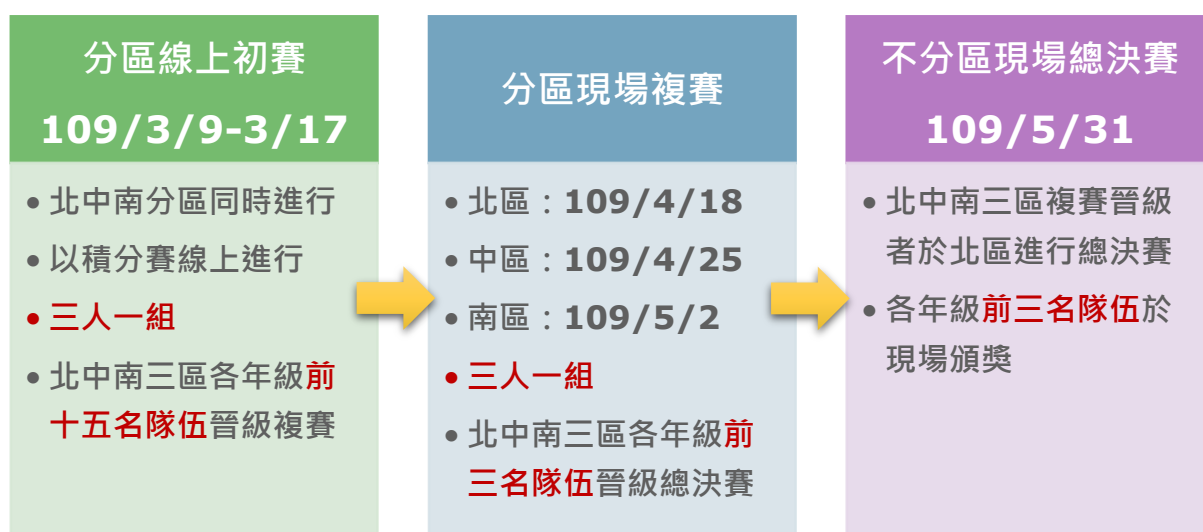 分區線上初賽
109/3/9-3/17
• 北中南分區同時進行
• 以積分賽線上進行
• 三人一組
• 北中南三區各年級前
十五名隊伍晉級複賽
分區現場複賽
• 北區：109/4/18
• 中區：109/4/25
• 南區：109/5/2
• 三人一組
• 北中南三區各年級前
三名隊伍晉級總決賽
不分區現場總決賽
109/5/31
• 北中南三區複賽晉級
者於北區進行總決賽
• 各年級前三名隊伍於
現場頒獎